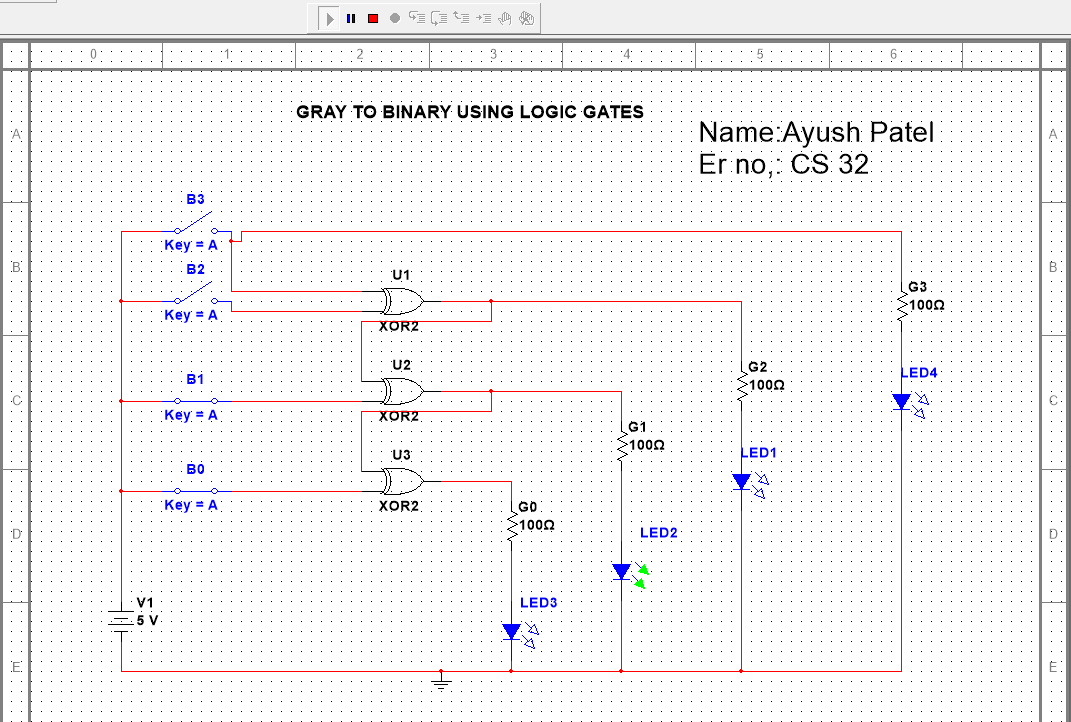 0 1 2 3 4 5 6
GRAY TO BINARY USING LOGIC GATES
Name:Ayush Patel
Er no,: CS 32
A A
B3
Key = A
B2
Key = A
B B
U1
XOR2
G3
100Ω
B1
Key = A
U2
XOR2
G2
100Ω
LED4
C C
G1
100Ω
LED1
B0
Key = A
U3
XOR2
G0
100Ω
LED2
D D
V1
5 V
LED3
E E